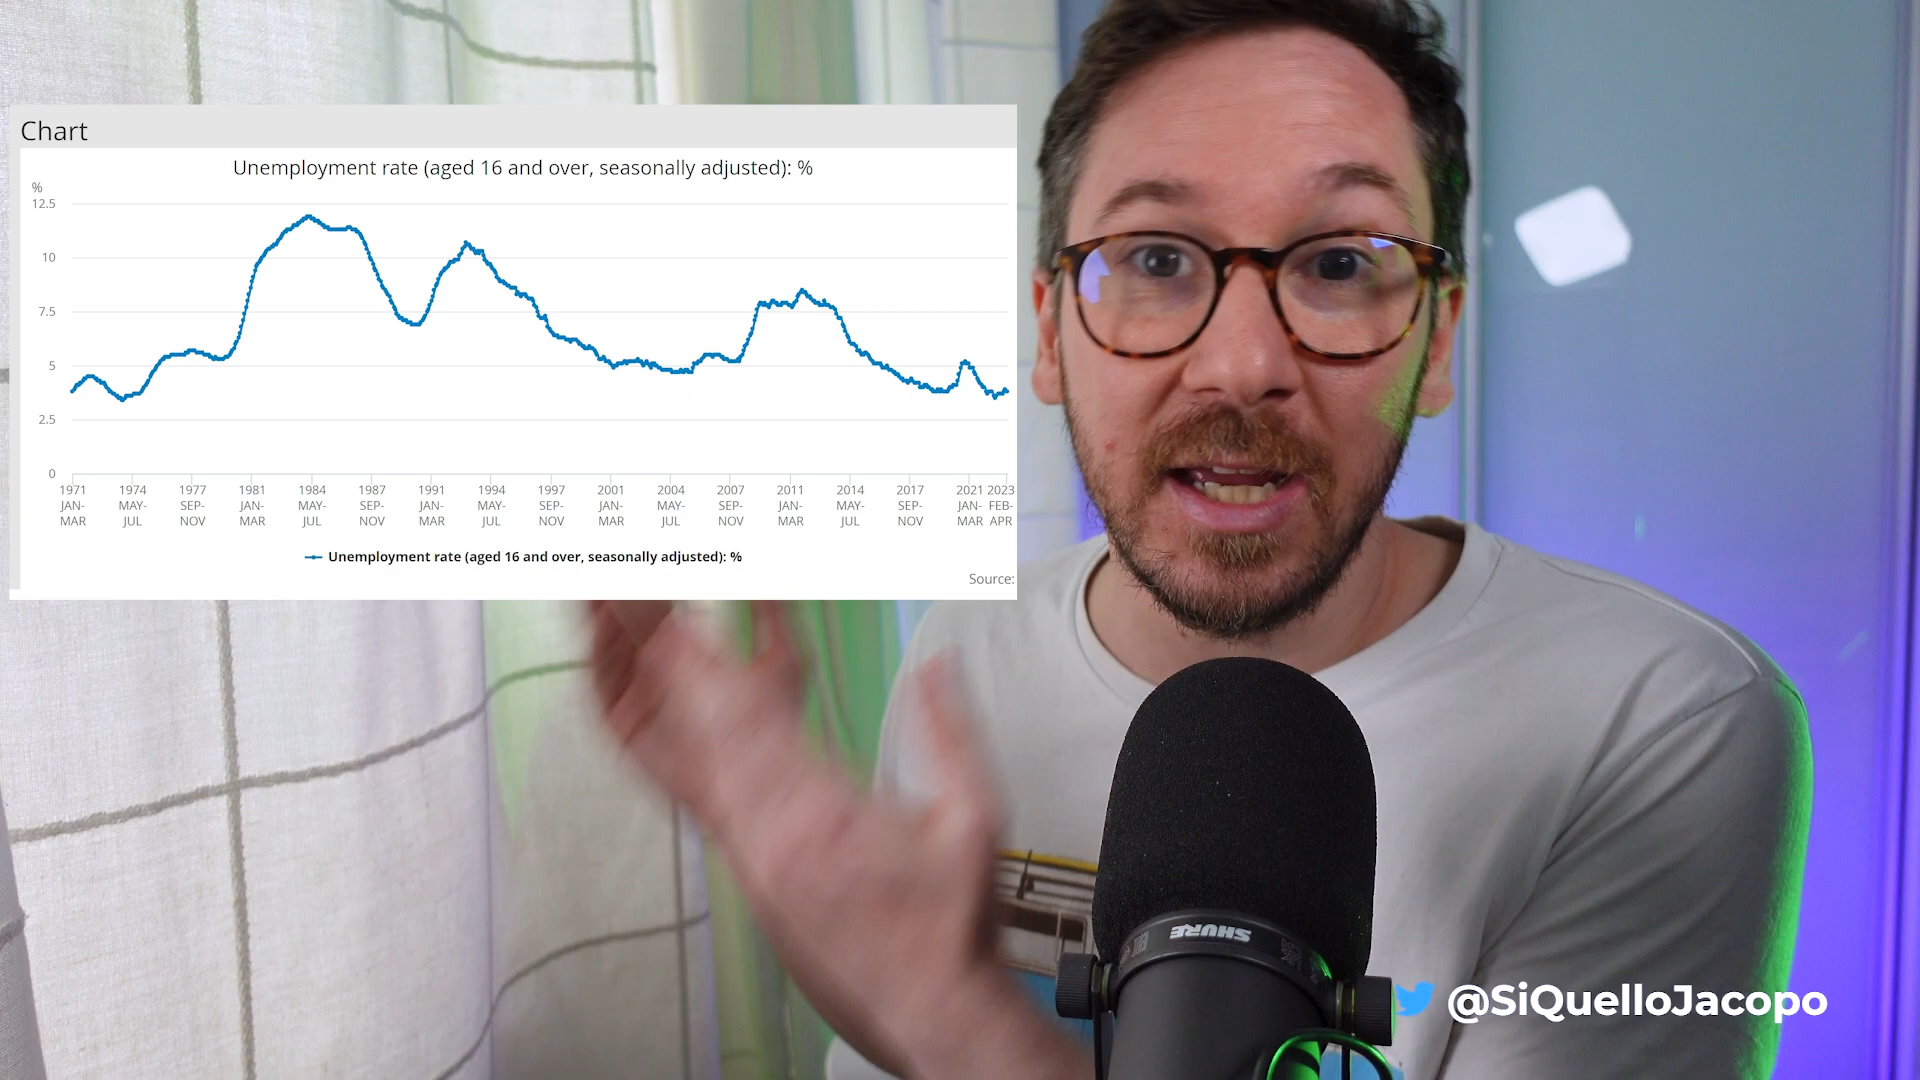 Chart
Unemployment rate (aged 16 and over, seasonally adjusted): %
%
12.5
10
7.5
5
2.5
0
1971 JAN-MAR
1974 MAY-JUL
1977 SEP-NOV
1981 JAN-MAR
1984 MAY-JUL
1987 SEP-NOV
1991 JAN-MAR
1994 MAY-JUL
1997 SEP-NOV
2001 JAN-MAR
2004 MAY-JUL
2007 SEP-NOV
2011 JAN-MAR
2014 MAY-JUL
2017 SEP-NOV
2021 JAN-MAR
2023 FEB-APR
Unemployment rate (aged 16 and over, seasonally adjusted): %
Source:
SHURE
@SiQuelloJacopo